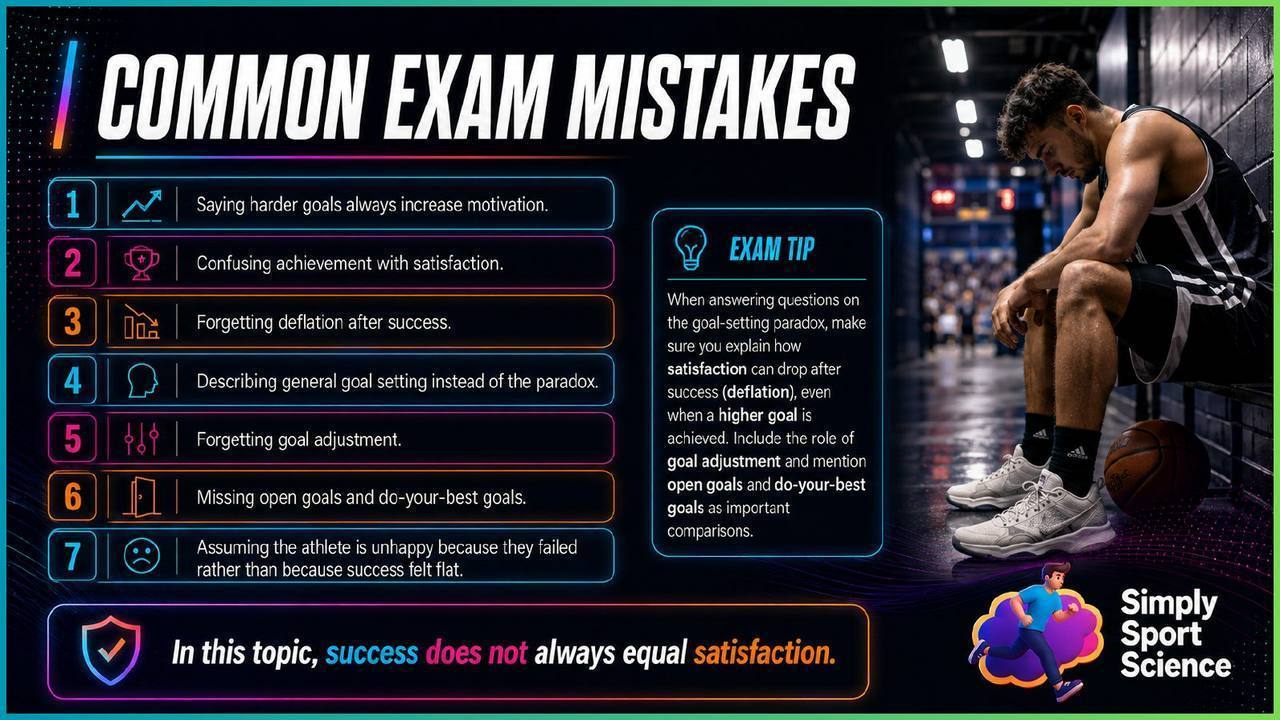 COMMON EXAM MISTAKES
1
Saying harder goals always increase motivation.
2
Confusing achievement with satisfaction.
3
Forgetting deflation after success.
4
Describing general goal setting instead of the paradox.
5
Forgetting goal adjustment.
6
Missing open goals and do-your-best goals.
7
Assuming the athlete is unhappy because they failed
rather than because success felt flat.
EXAM TIP
When answering questions on
the goal-setting paradox, make
sure you explain how
satisfaction can drop after
success (deflation), even
when a higher goal is
achieved. Include the role of
goal adjustment and mention
open goals and do-your-best
goals as important
comparisons.
In this topic, success does not always equal satisfaction.
Simply
Sport
Science